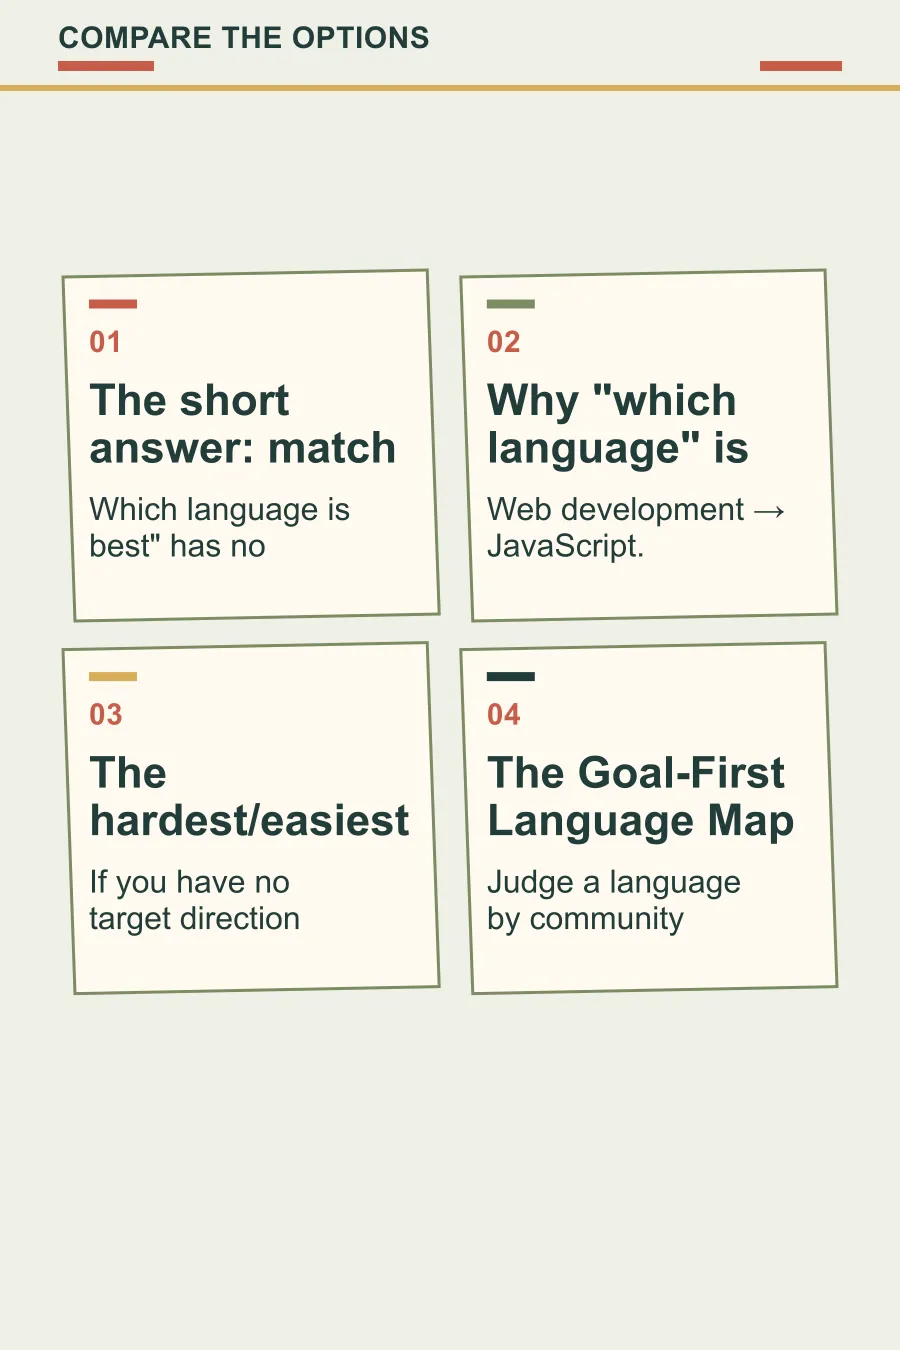 COMPARE THE OPTIONS
01
The short
answer: match
Which language is
best" has no
02
Why "which
language" is
Web development →
JavaScript.
03
The
hardest/easiest
If you have no
target direction
04
The Goal-First
Language Map
Judge a language
by community